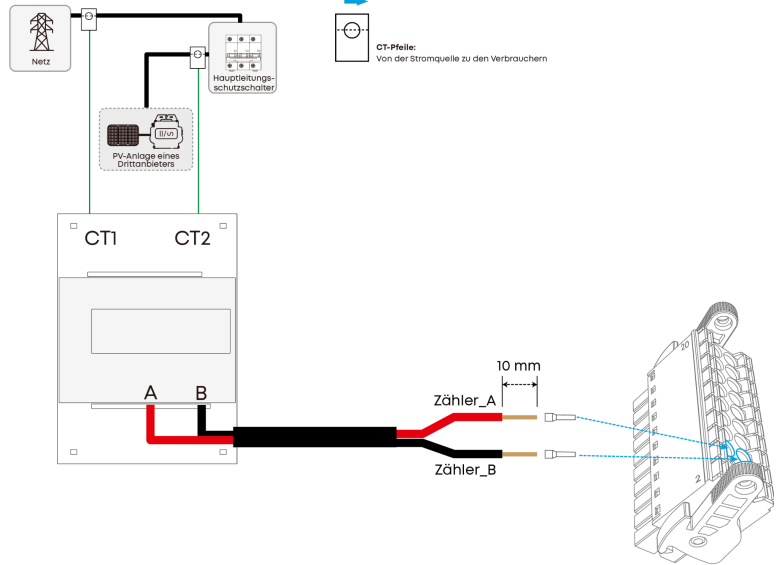 Netz
Hauptleitungs-
schutzschalter
PV-Anlage eines
Drittanbieters
CT-Pfeile:
Von der Stromquelle zu den Verbrauchern
CT1
CT2
A
B
10 mm
Zähler_A
Zähler_B
20
2